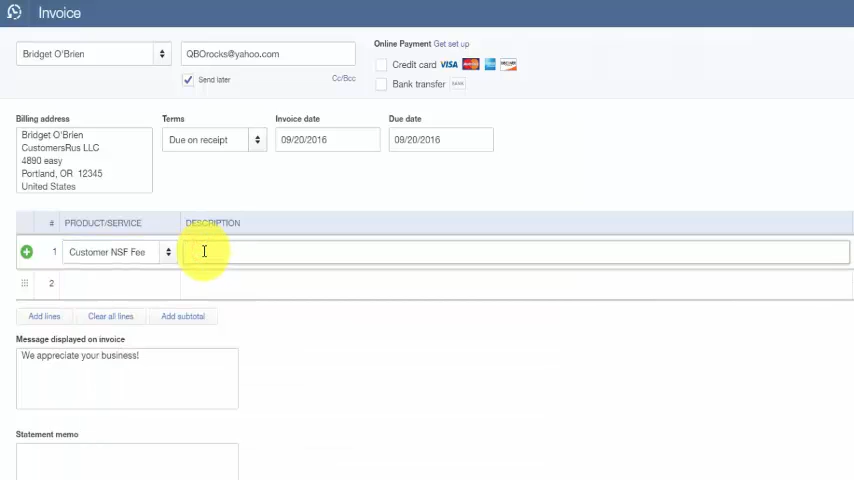 Invoice
Bridget O'Brien
QBOrocks@yahoo.com
Online Payment Get set up
Credit card VISA
Send later
Cc/Bcc
Bank transfer
Billing address
Terms
Invoice date
Due date
Bridget O'Brien
CustomersRus LLC
4890 easy
Portland, OR 12345
United States
Due on receipt
09/20/2016
09/20/2016
# PRODUCT/SERVICE DESCRIPTION
1 Customer NSF Fee
2
Add lines Clear all lines Add subtotal
Message displayed on invoice
We appreciate your business!
Statement memo